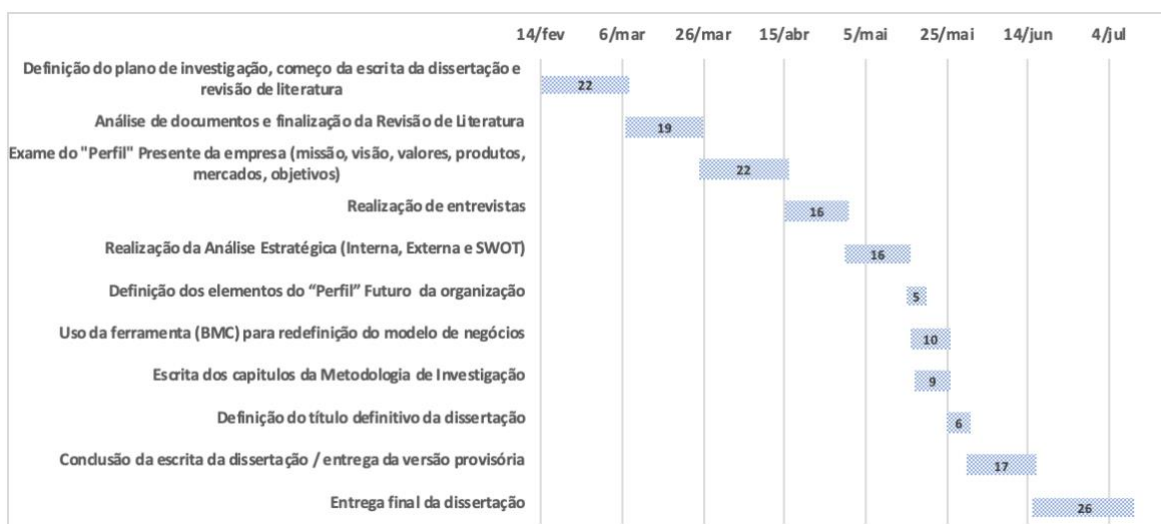 14/fev 6/mar 26/mar 15/abr 5/mai 25/mai 14/jun 4/jul
Definição do plano de investigação, começo da escrita da dissertação e
revisão de literatura
22
Análise de documentos e finalização da Revisão de Literatura
19
Exame do "Perfil" Presente da empresa (missão, visão, valores, produtos,
mercados, objetivos)
22
Realização de entrevistas
16
Realização da Análise Estratégica (Interna, Externa e SWOT)
16
Definição dos elementos do “Perfil” Futuro da organização
5
Uso da ferramenta (BMC) para redefinição do modelo de negócios
10
Escrita dos capitulos da Metodologia de Investigação
9
Definição do título definitivo da dissertação
6
Conclusão da escrita da dissertação / entrega da versão provisória
17
Entrega final da dissertação
26